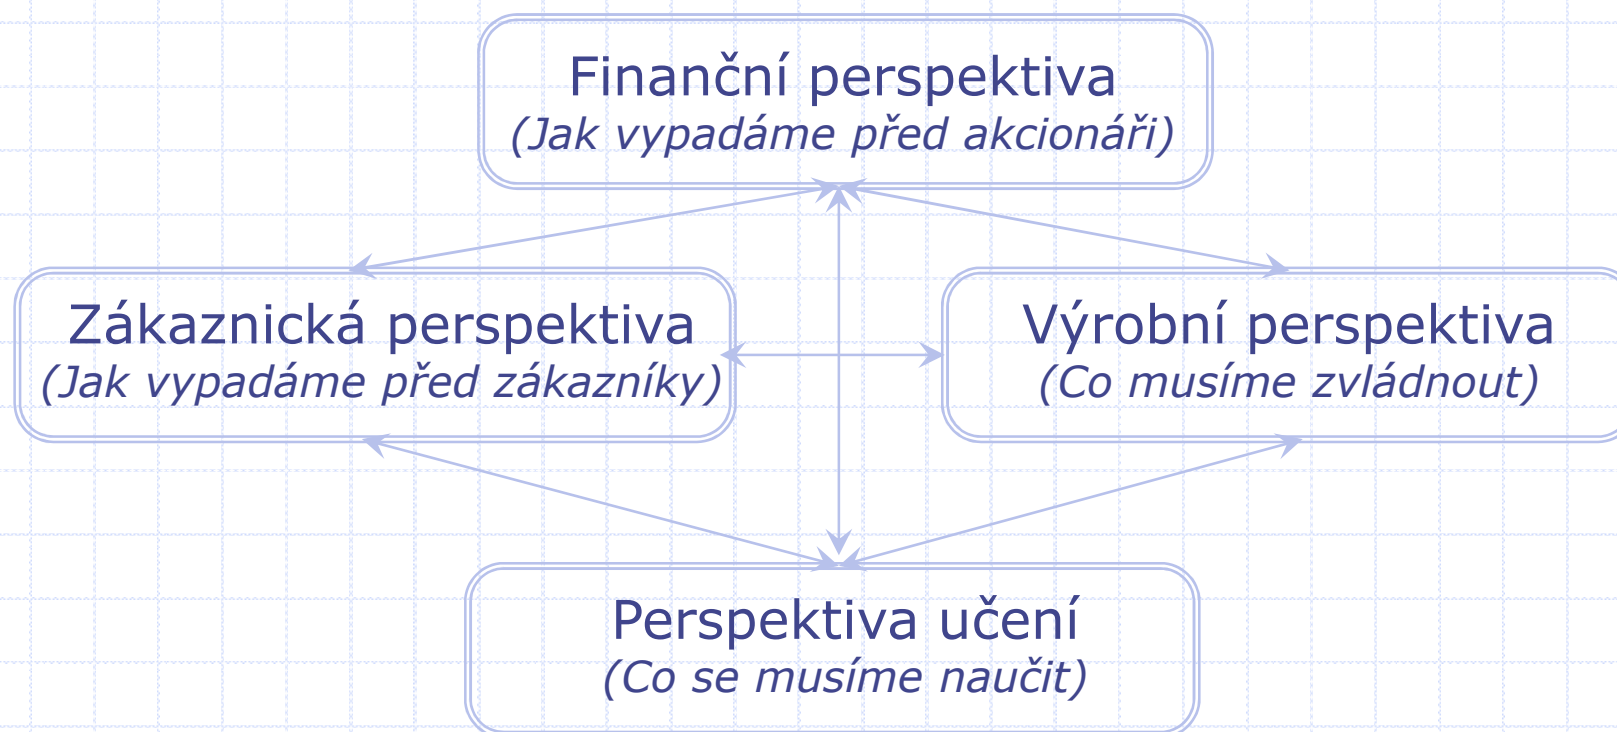 Finanční perspektiva
(Jak vypadáme před akcionáři)
Zákaznická perspektiva
(Jak vypadáme před zákazníky)
Výrobní perspektiva
(Co musíme zvládnout)
Perspektiva učení
(Co se musíme naučit)